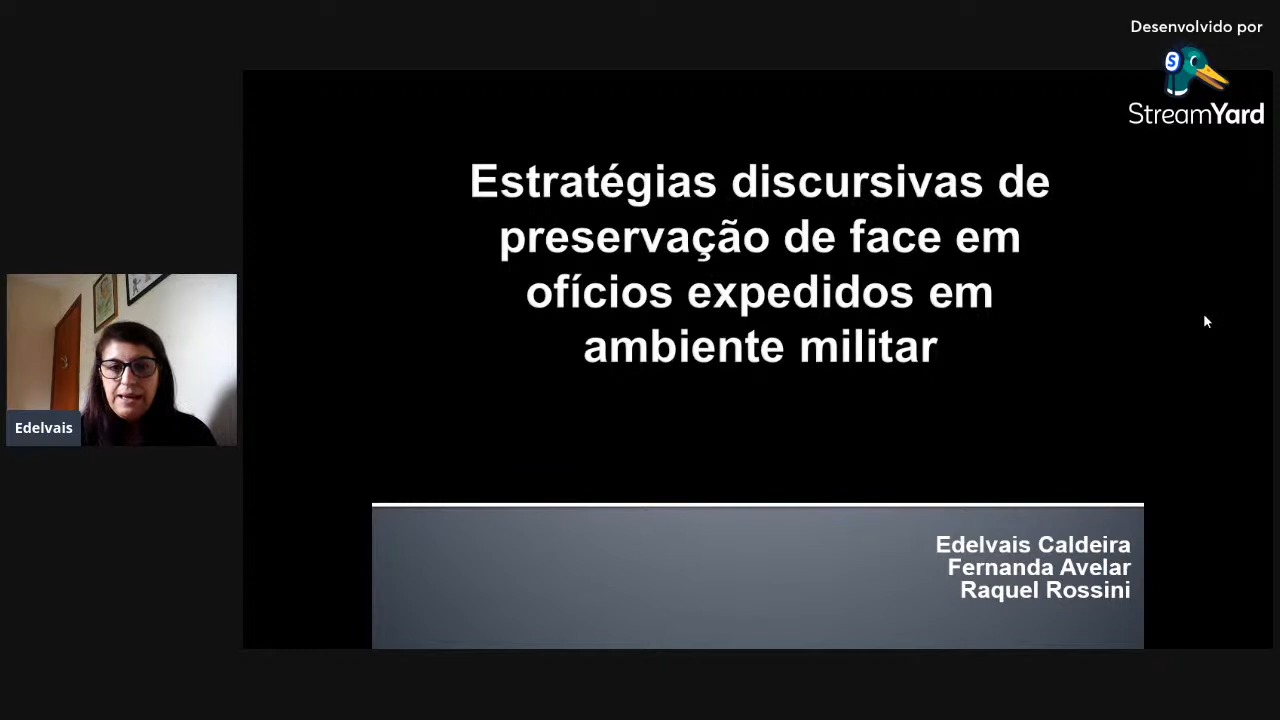 Desenvolvido por
StreamYard
Estratégias discursivas de
preservação de face em
ofícios expedidos em
ambiente militar
Edelvais
Edelvais Caldeira
Fernanda Avelar
Raquel Rossini